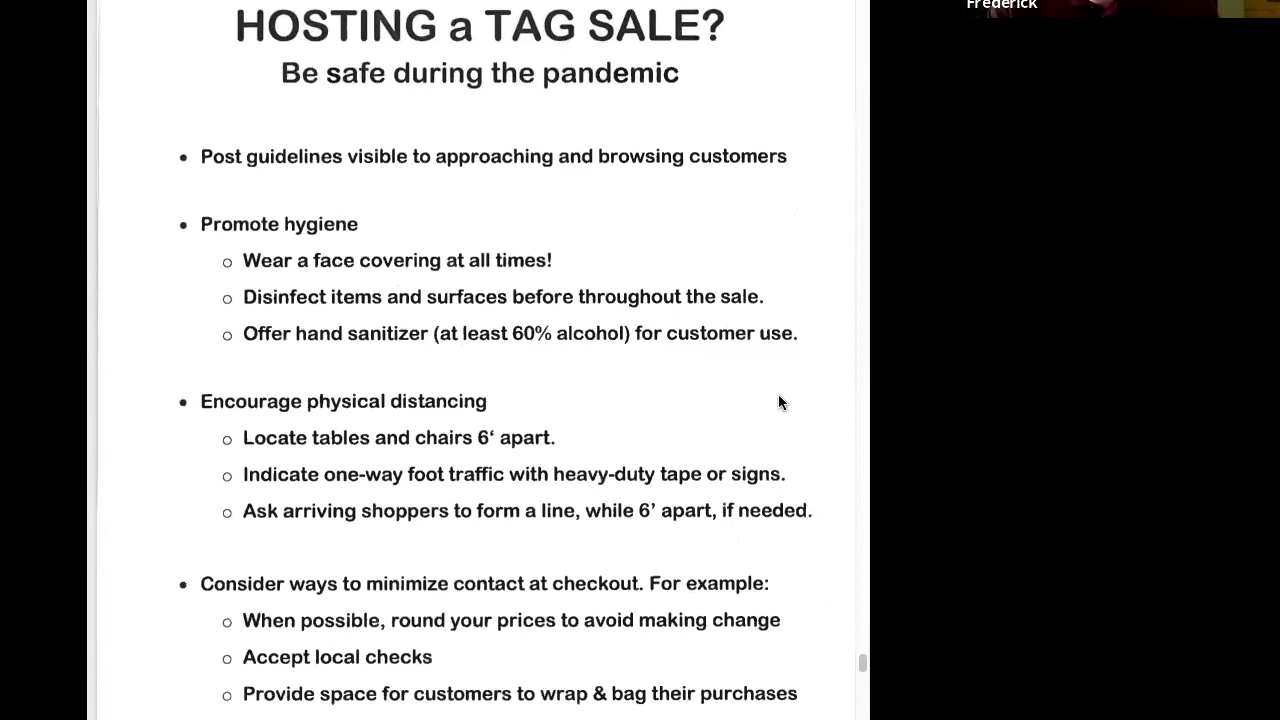 Frederick
HOSTING a TAG SALE?
Be safe during the pandemic
• Post guidelines visible to approaching and browsing customers
• Promote hygiene
o Wear a face covering at all times!
o Disinfect items and surfaces before throughout the sale.
o Offer hand sanitizer (at least 60% alcohol) for customer use.
• Encourage physical distancing
o Locate tables and chairs 6‘ apart.
o Indicate one-way foot traffic with heavy-duty tape or signs.
o Ask arriving shoppers to form a line, while 6’ apart, if needed.
• Consider ways to minimize contact at checkout. For example:
o When possible, round your prices to avoid making change
o Accept local checks
o Provide space for customers to wrap & bag their purchases